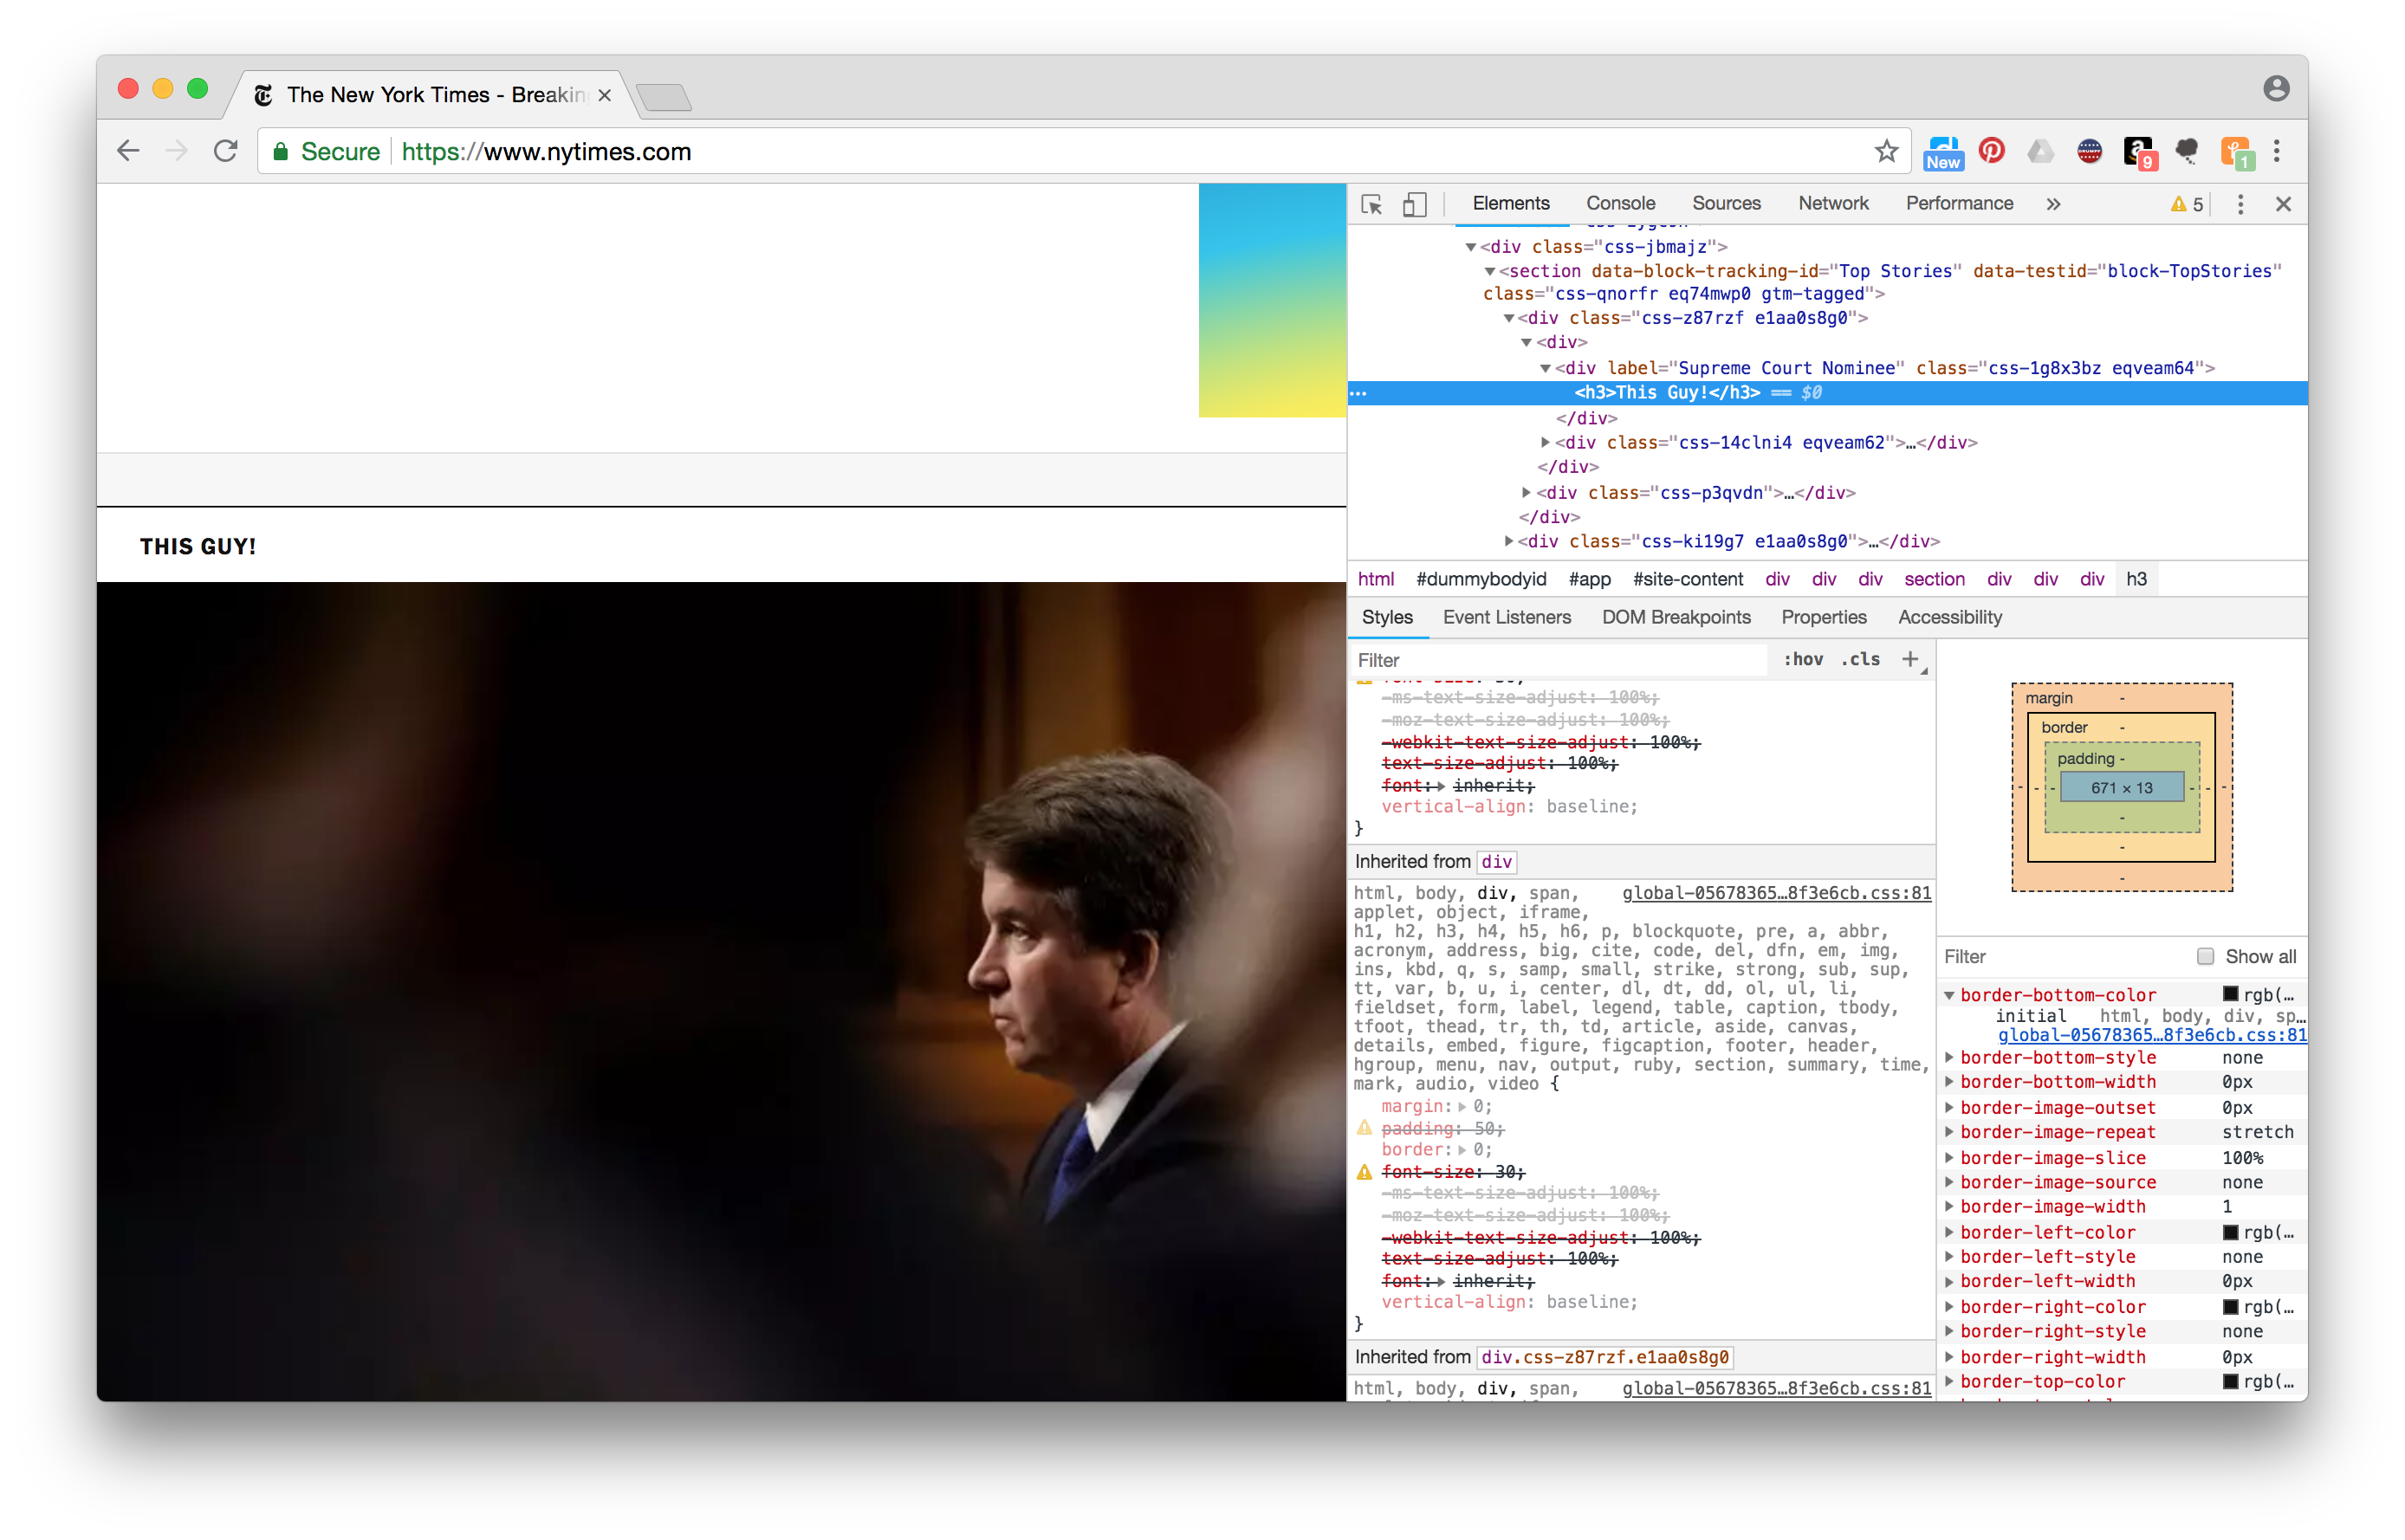 The New York Times - Breakin
Secure https://www.nytimes.com
New
9
1
Elements Console Sources Network Performance » 5
<div class="css-jbmajz">
<section data-block-tracking-id="Top Stories" data-testid="block-TopStories"
class="css-qnorfr eq74mwp0 gtm-tagged">
<div class="css-z87rzf e1aa0s8g0">
<div>
<div label="Supreme Court Nominee" class="css-1g8x3bz eqveam64">
<h3>This Guy!</h3> == $0
</div>
<div class="css-14clni4 eqveam62">…</div>
</div>
<div class="css-p3qvdn">…</div>
</div>
<div class="css-ki19g7 e1aa0s8g0">…</div>
THIS GUY!
html #dummybodyid #app #site-content div div div section div div div h3
Styles Event Listeners DOM Breakpoints Properties Accessibility
Filter :hov .cls +
-ms-text-size-adjust: 100%;
-moz-text-size-adjust: 100%;
-webkit-text-size-adjust: 100%;
text-size-adjust: 100%;
font: inherit;
vertical-align: baseline;
}
Inherited from div
html, body, div, span, global-05678365…8f3e6cb.css:81
applet, object, iframe,
h1, h2, h3, h4, h5, h6, p, blockquote, pre, a, abbr,
acronym, address, big, cite, code, del, dfn, em, img,
ins, kbd, q, s, samp, small, strike, strong, sub, sup,
tt, var, b, u, i, center, dl, dt, dd, ol, ul, li,
fieldset, form, label, legend, table, caption, tbody,
tfoot, thead, tr, th, td, article, aside, canvas,
details, embed, figure, figcaption, footer, header,
hgroup, menu, nav, output, ruby, section, summary, time,
mark, audio, video {
margin: 0;
padding: 50;
border: 0;
font-size: 30;
-ms-text-size-adjust: 100%;
-moz-text-size-adjust: 100%;
-webkit-text-size-adjust: 100%;
text-size-adjust: 100%;
font: inherit;
vertical-align: baseline;
}
Inherited from div.css-z87rzf.e1aa0s8g0
html, body, div, span, global-05678365…8f3e6cb.css:81
margin -
border -
padding -
- - - 671 × 13 - - -
-
-
-
Filter Show all
border-bottom-color rgb(…
initial html, body, div, sp…
global-05678365…8f3e6cb.css:81
border-bottom-style none
border-bottom-width 0px
border-image-outset 0px
border-image-repeat stretch
border-image-slice 100%
border-image-source none
border-image-width 1
border-left-color rgb(…
border-left-style none
border-left-width 0px
border-right-color rgb(…
border-right-style none
border-right-width 0px
border-top-color rgb(…